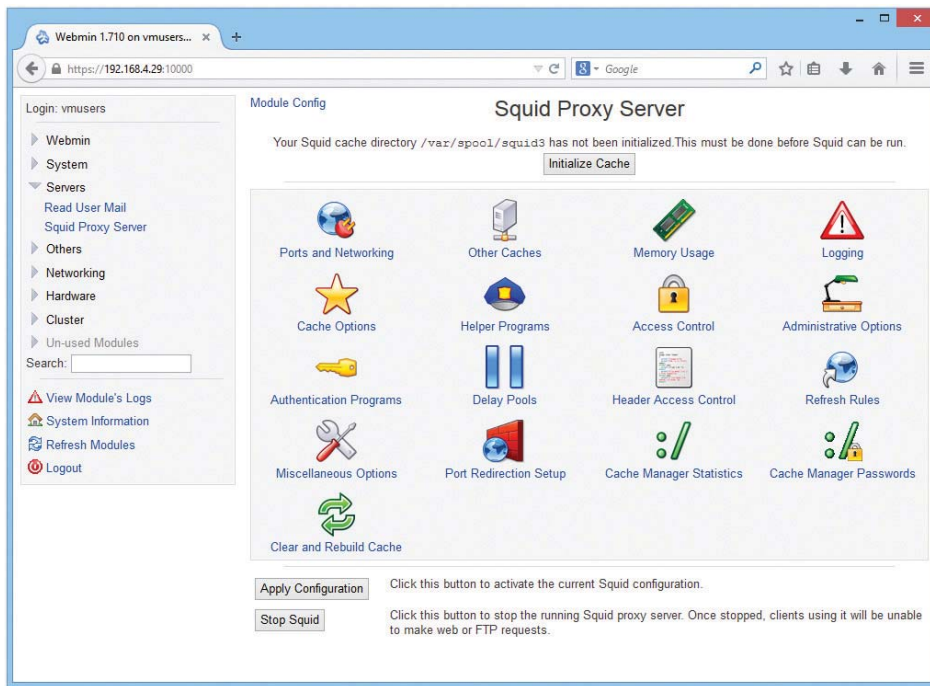 Webmin 1.710 on vmusers...
https://192.168.4.29:10000
Google
Login: vmusers
Webmin
System
Servers
Read User Mail
Squid Proxy Server
Others
Networking
Hardware
Cluster
Un-used Modules
Search:
View Module's Logs
System Information
Refresh Modules
Logout
Module Config
Squid Proxy Server
Your Squid cache directory /var/spool/squid3 has not been initialized.This must be done before Squid can be run.
Initialize Cache
Ports and Networking
Other Caches
Memory Usage
Logging
Cache Options
Helper Programs
Access Control
Administrative Options
Authentication Programs
Delay Pools
Header Access Control
Refresh Rules
Miscellaneous Options
Port Redirection Setup
Cache Manager Statistics
Cache Manager Passwords
Clear and Rebuild Cache
Apply Configuration
Click this button to activate the current Squid configuration.
Stop Squid
Click this button to stop the running Squid proxy server. Once stopped, clients using it will be unable
to make web or FTP requests.